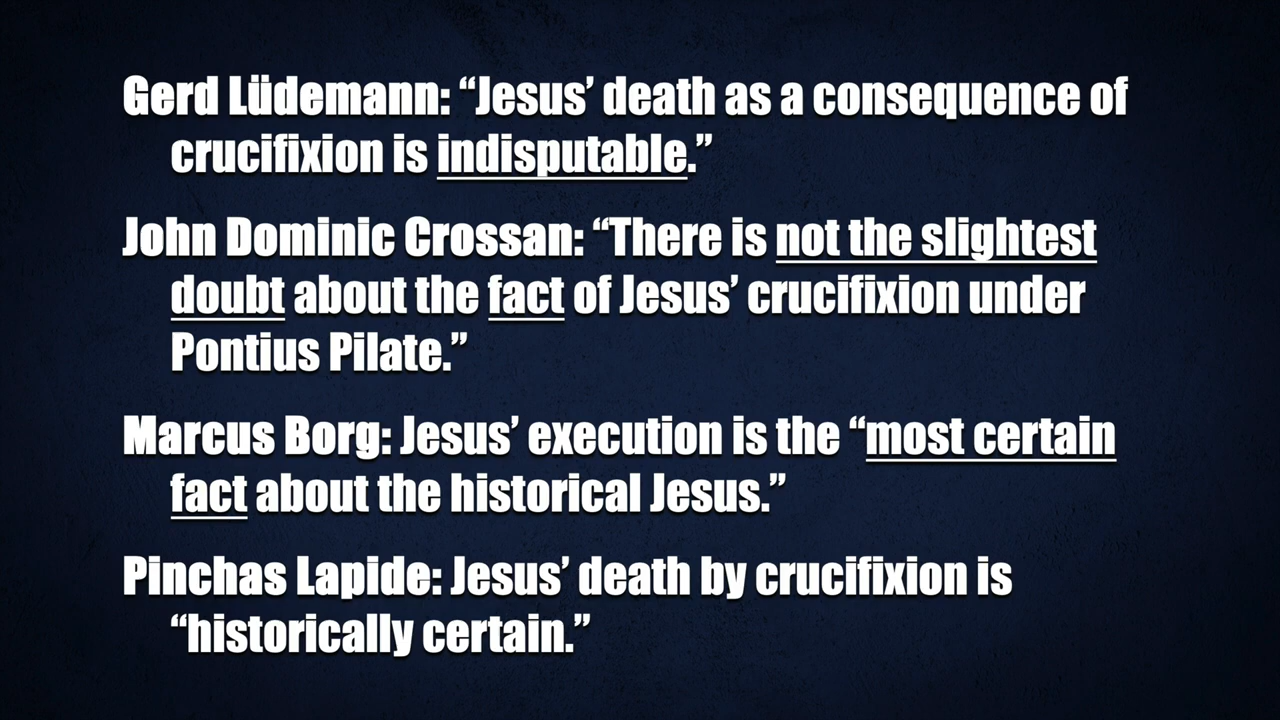 Gerd Lüdemann: “Jesus’ death as a consequence of
crucifixion is indisputable.”
John Dominic Crossan: “There is not the slightest
doubt about the fact of Jesus’ crucifixion under
Pontius Pilate.”
Marcus Borg: Jesus’ execution is the “most certain
fact about the historical Jesus.”
Pinchas Lapide: Jesus’ death by crucifixion is
“historically certain.”